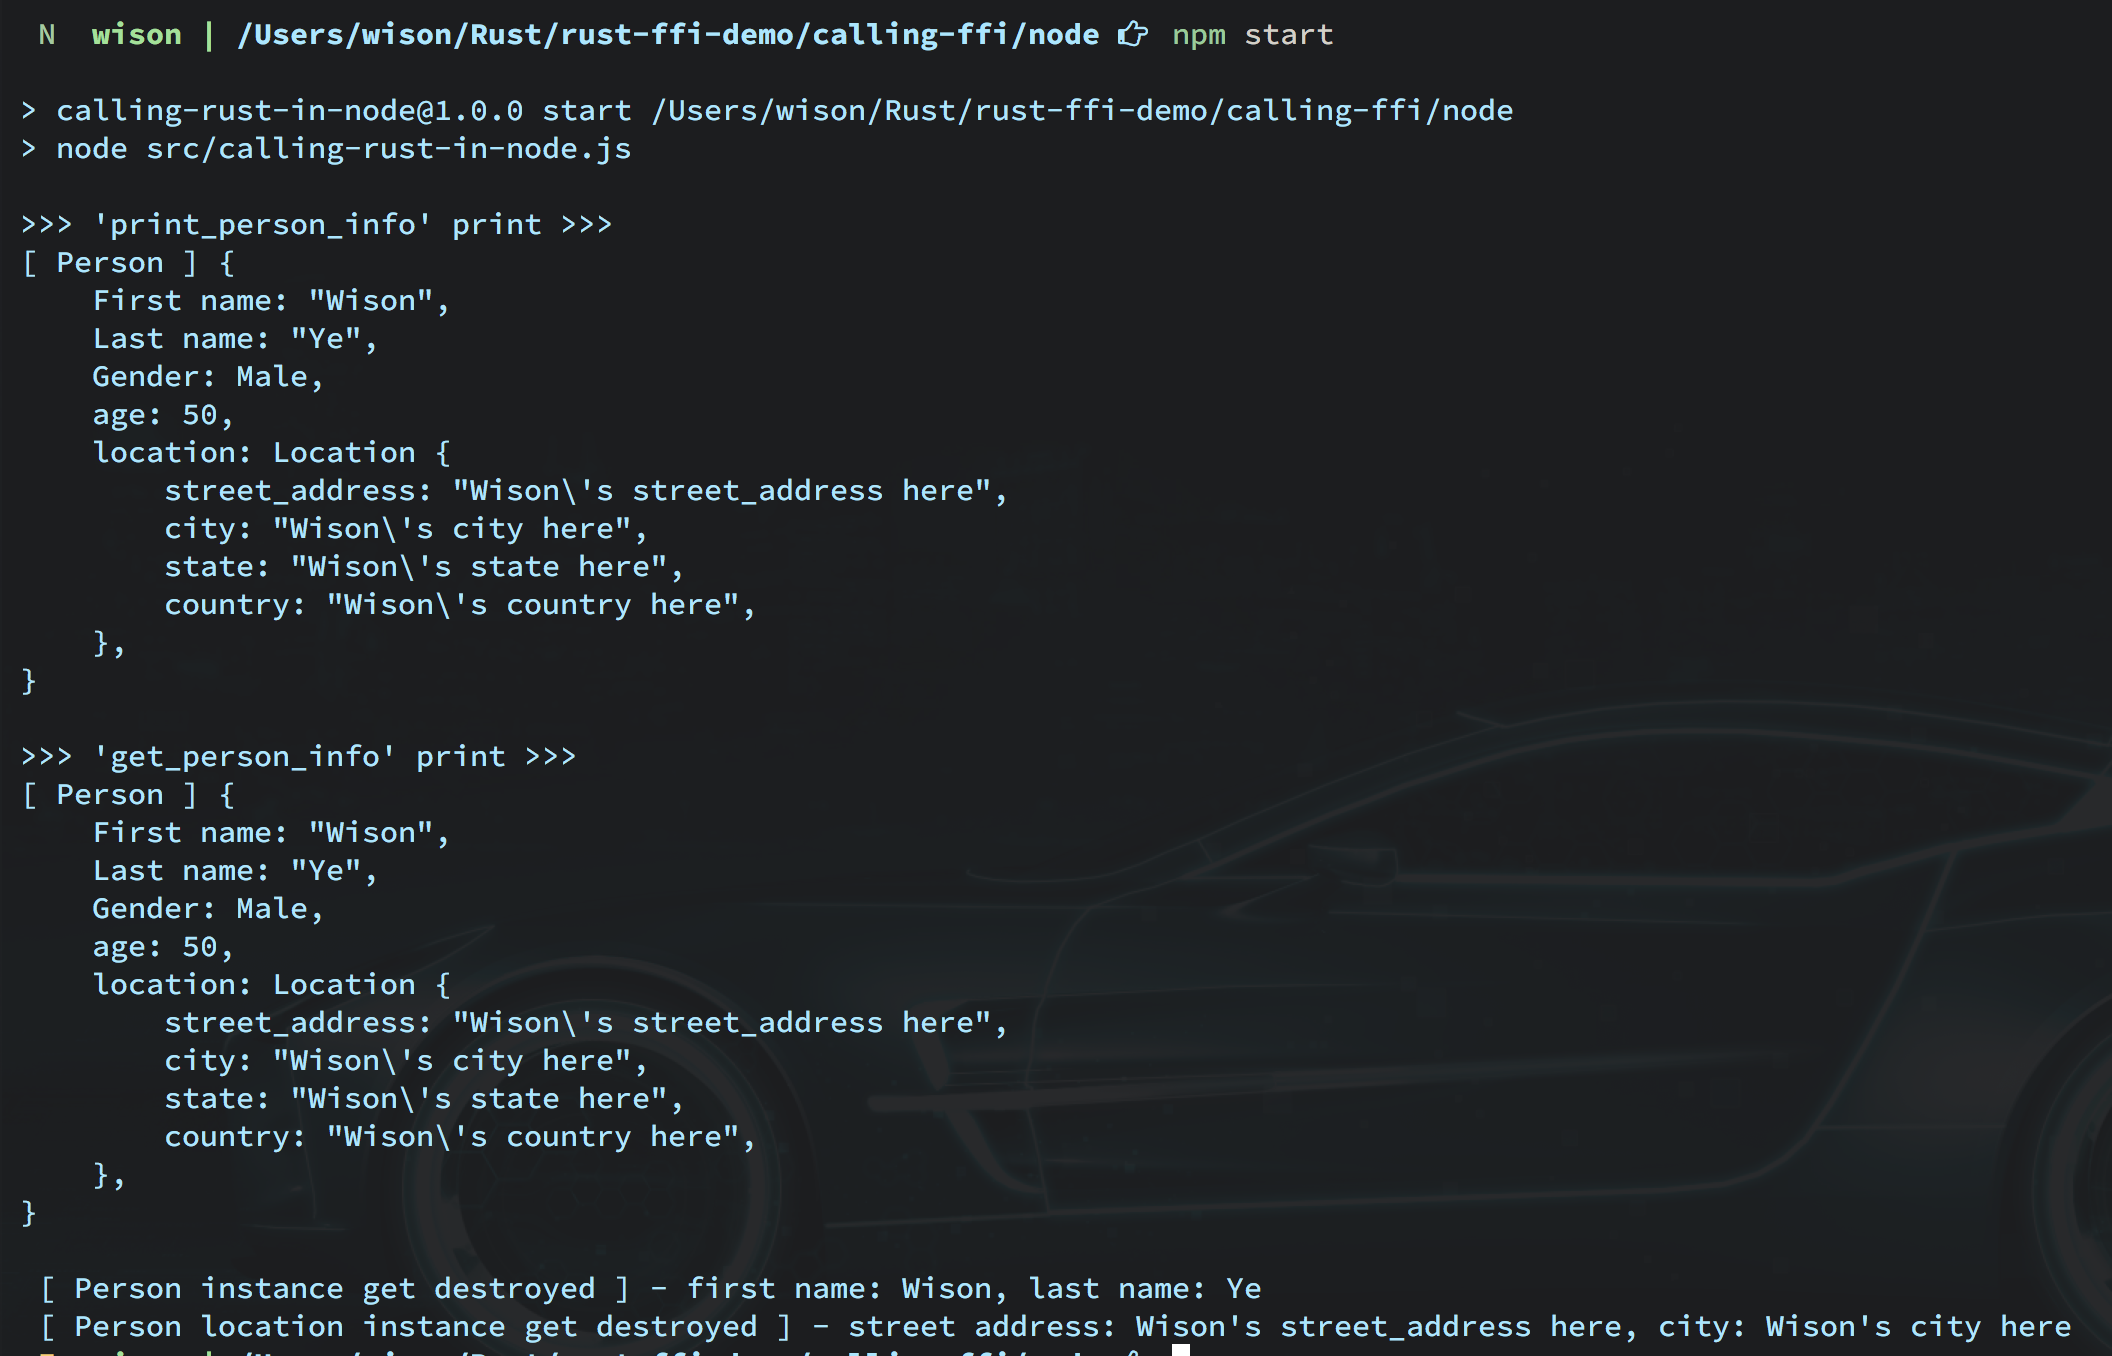 N wison | /Users/wison/Rust/rust-ffi-demo/calling-ffi/node 👉 npm start

> calling-rust-in-node@1.0.0 start /Users/wison/Rust/rust-ffi-demo/calling-ffi/node
> node src/calling-rust-in-node.js

>>> 'print_person_info' print >>>
[ Person ] {
    First name: "Wison",
    Last name: "Ye",
    Gender: Male,
    age: 50,
    location: Location {
        street_address: "Wison\'s street_address here",
        city: "Wison\'s city here",
        state: "Wison\'s state here",
        country: "Wison\'s country here",
    },
}

>>> 'get_person_info' print >>>
[ Person ] {
    First name: "Wison",
    Last name: "Ye",
    Gender: Male,
    age: 50,
    location: Location {
        street_address: "Wison\'s street_address here",
        city: "Wison\'s city here",
        state: "Wison\'s state here",
        country: "Wison\'s country here",
    },
}

[ Person instance get destroyed ] - first name: Wison, last name: Ye
[ Person location instance get destroyed ] - street address: Wison's street_address here, city: Wison's city here